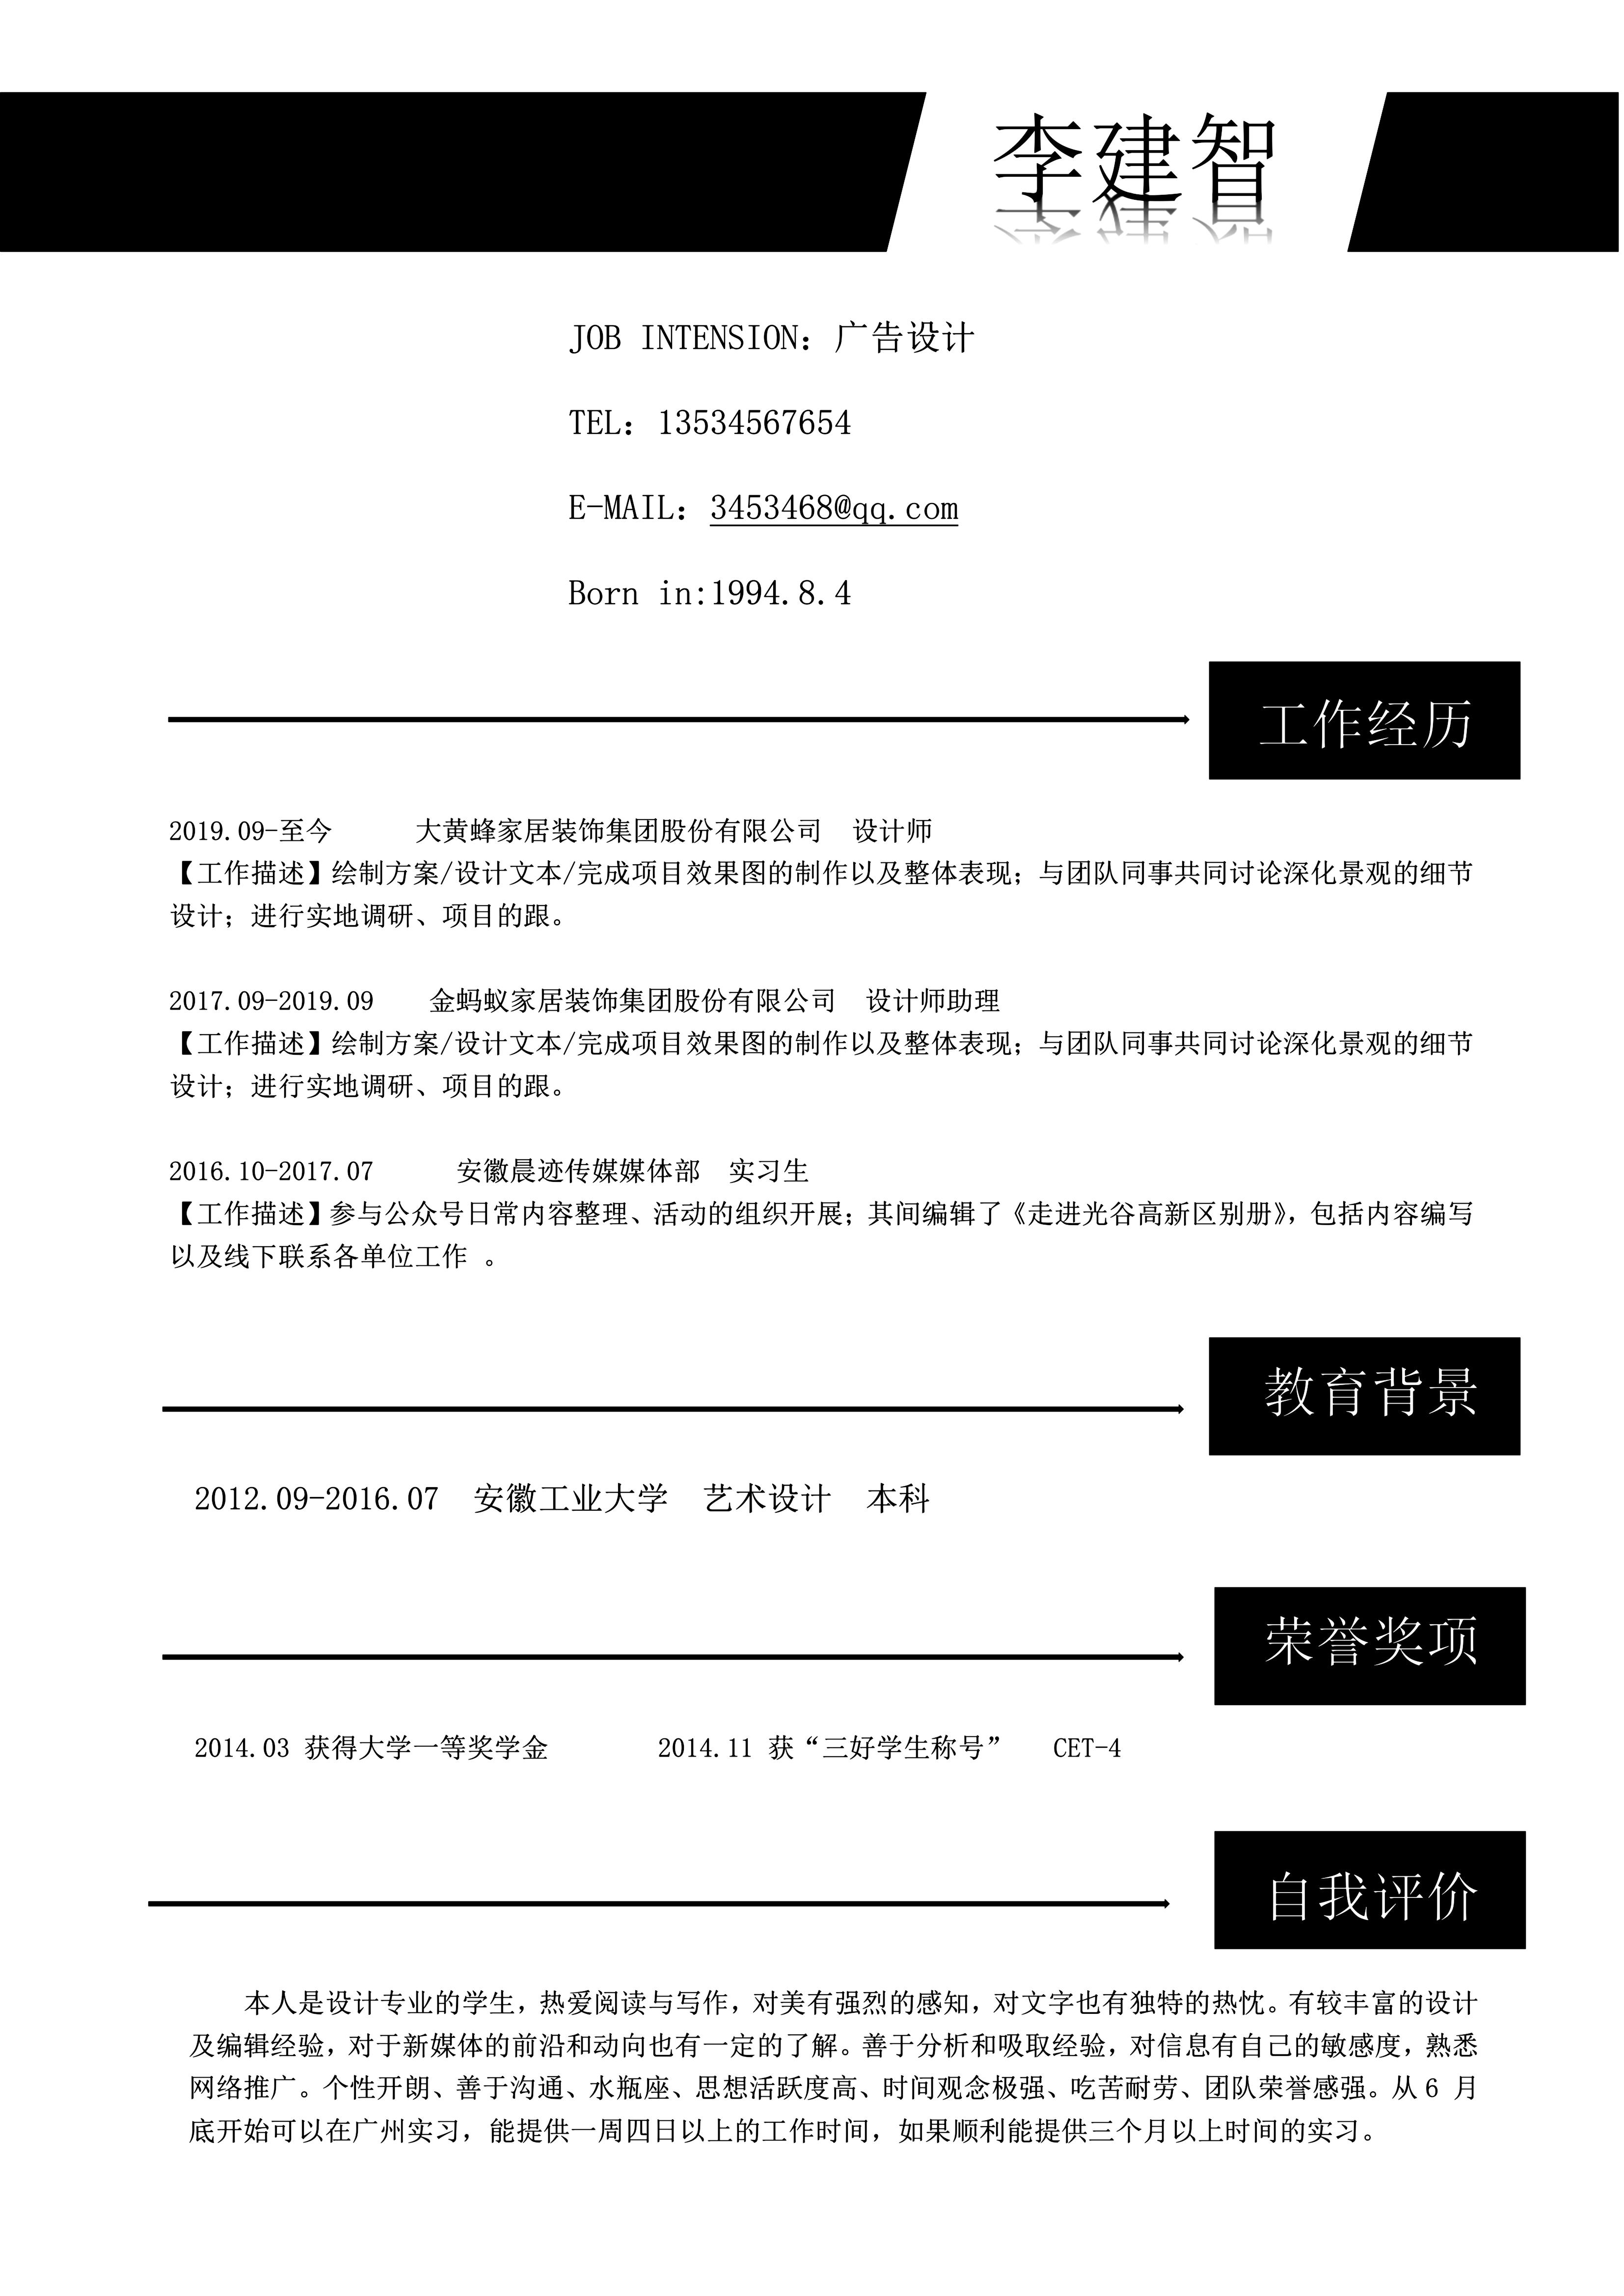 李建智
JOB INTENSION：广告设计
TEL：13534567654
E-MAIL：3453468@qq.com
Born in:1994.8.4
工作经历
2019.09-至今 大黄蜂家居装饰集团股份有限公司 设计师
【工作描述】绘制方案/设计文本/完成项目效果图的制作以及整体表现；与团队同事共同讨论深化景观的细节
设计；进行实地调研、项目的跟。
2017.09-2019.09 金蚂蚁家居装饰集团股份有限公司 设计师助理
【工作描述】绘制方案/设计文本/完成项目效果图的制作以及整体表现；与团队同事共同讨论深化景观的细节
设计；进行实地调研、项目的跟。
2016.10-2017.07 安徽晨迹传媒媒体部 实习生
【工作描述】参与公众号日常内容整理、活动的组织开展；其间编辑了《走进光谷高新区别册》，包括内容编写
以及线下联系各单位工作 。
教育背景
2012.09-2016.07 安徽工业大学 艺术设计 本科
荣誉奖项
2014.03 获得大学一等奖学金 2014.11 获“三好学生称号” CET-4
自我评价
本人是设计专业的学生，热爱阅读与写作，对美有强烈的感知，对文字也有独特的热忱。有较丰富的设计
及编辑经验，对于新媒体的前沿和动向也有一定的了解。善于分析和吸取经验，对信息有自己的敏感度，熟悉
网络推广。个性开朗、善于沟通、水瓶座、思想活跃度高、时间观念极强、吃苦耐劳、团队荣誉感强。从6 月
底开始可以在广州实习，能提供一周四日以上的工作时间，如果顺利能提供三个月以上时间的实习。